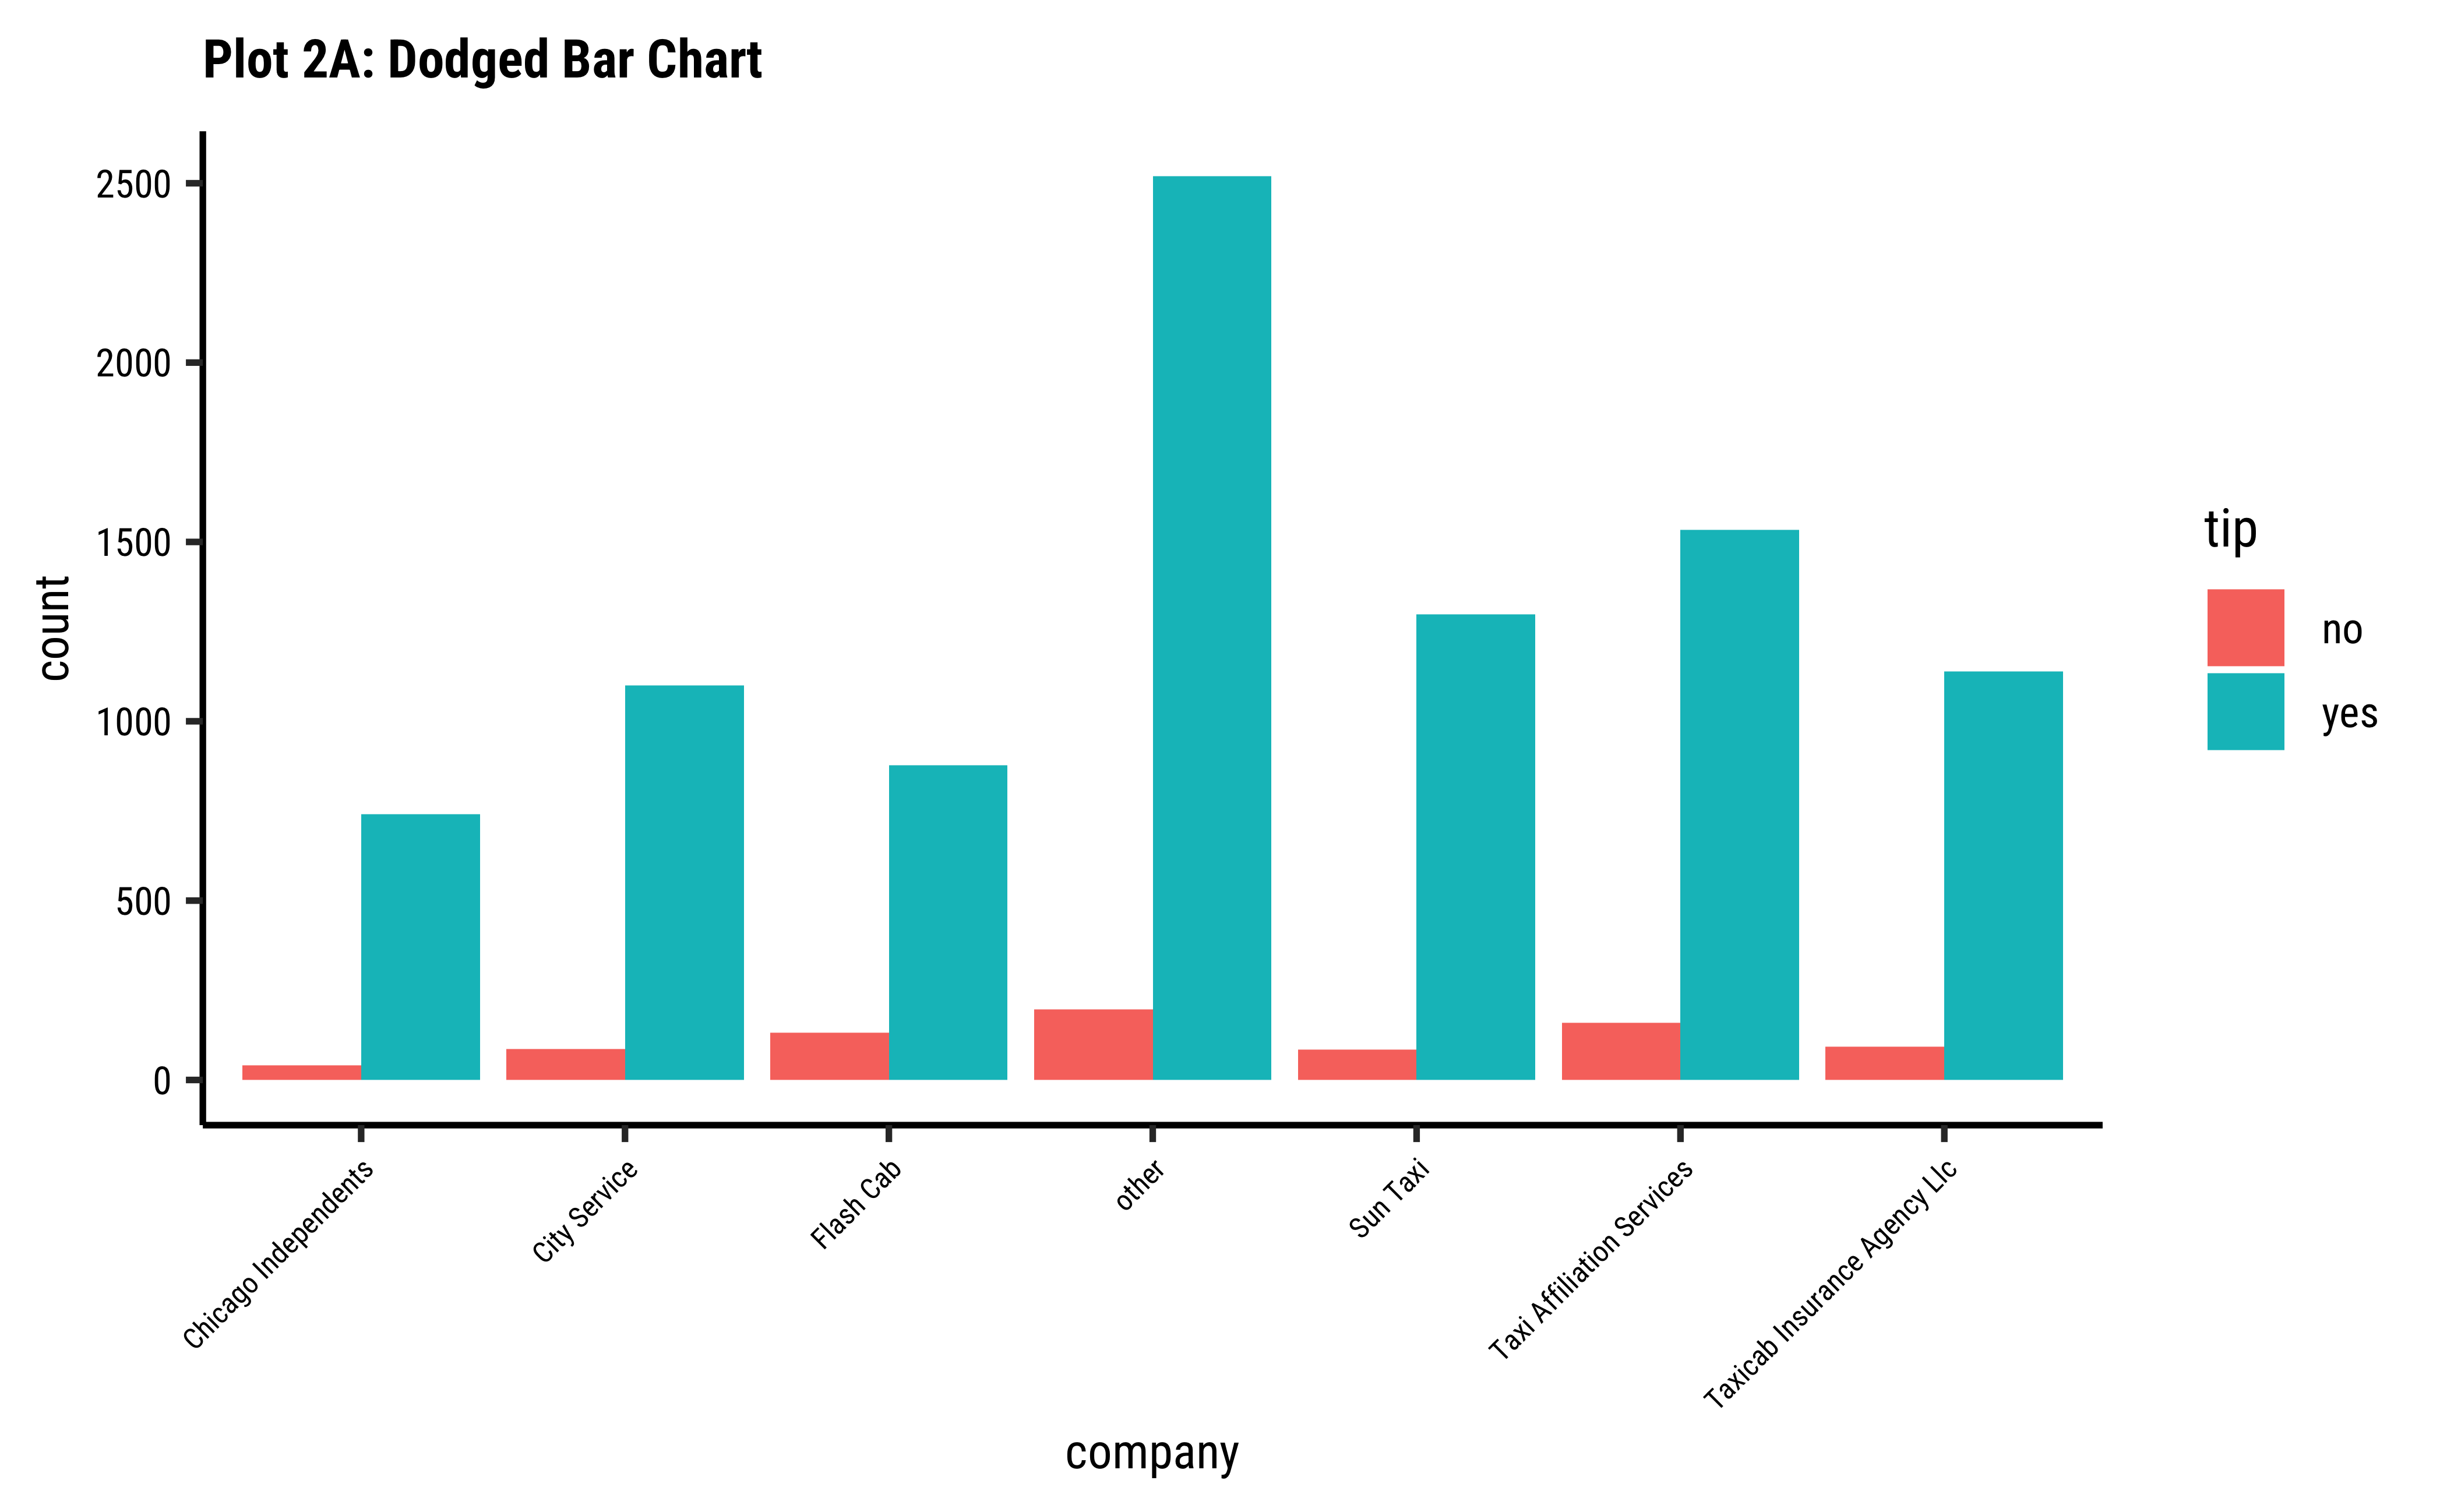 Plot 2A: Dodged Bar Chart
count
2500
2000
1500
1000
500
0
Chicago Independents
City Service
Flash Cab
other
Sun Taxi
Taxi Affiliation Services
Taxicab Insurance Agency Llc
company
tip
no
yes